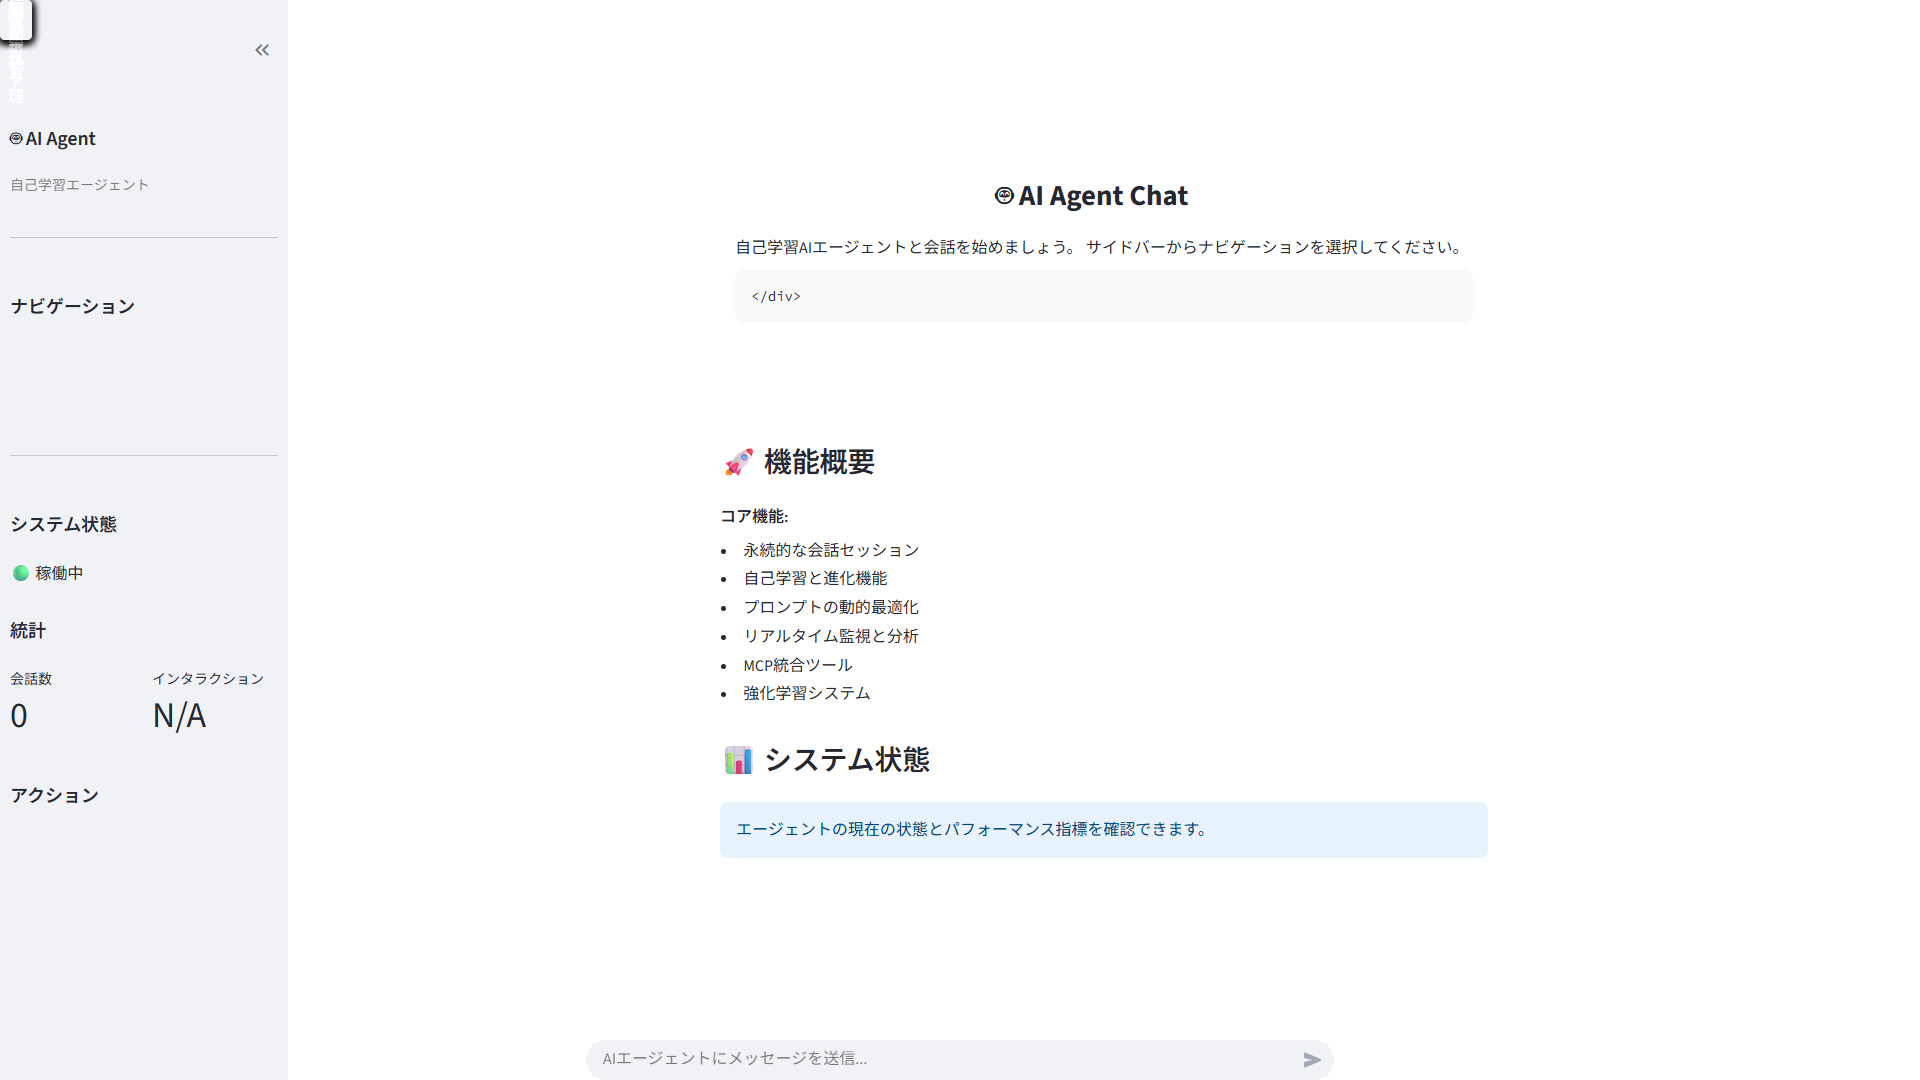 AI Agent
自己学習エージェント
ナビゲーション
システム状態
稼働中
統計
会話数
インタラクション
0
N/A
アクション
AI Agent Chat
自己学習AIエージェントと会話を始めましょう。 サイドバーからナビゲーションを選択してください。
</div>
🚀 機能概要
コア機能:
• 永続的な会話セッション
• 自己学習と進化機能
• プロンプトの動的最適化
• リアルタイム監視と分析
• MCP統合ツール
• 強化学習システム
📊 システム状態
エージェントの現在の状態とパフォーマンス指標を確認できます。
AIエージェントにメッセージを送信...